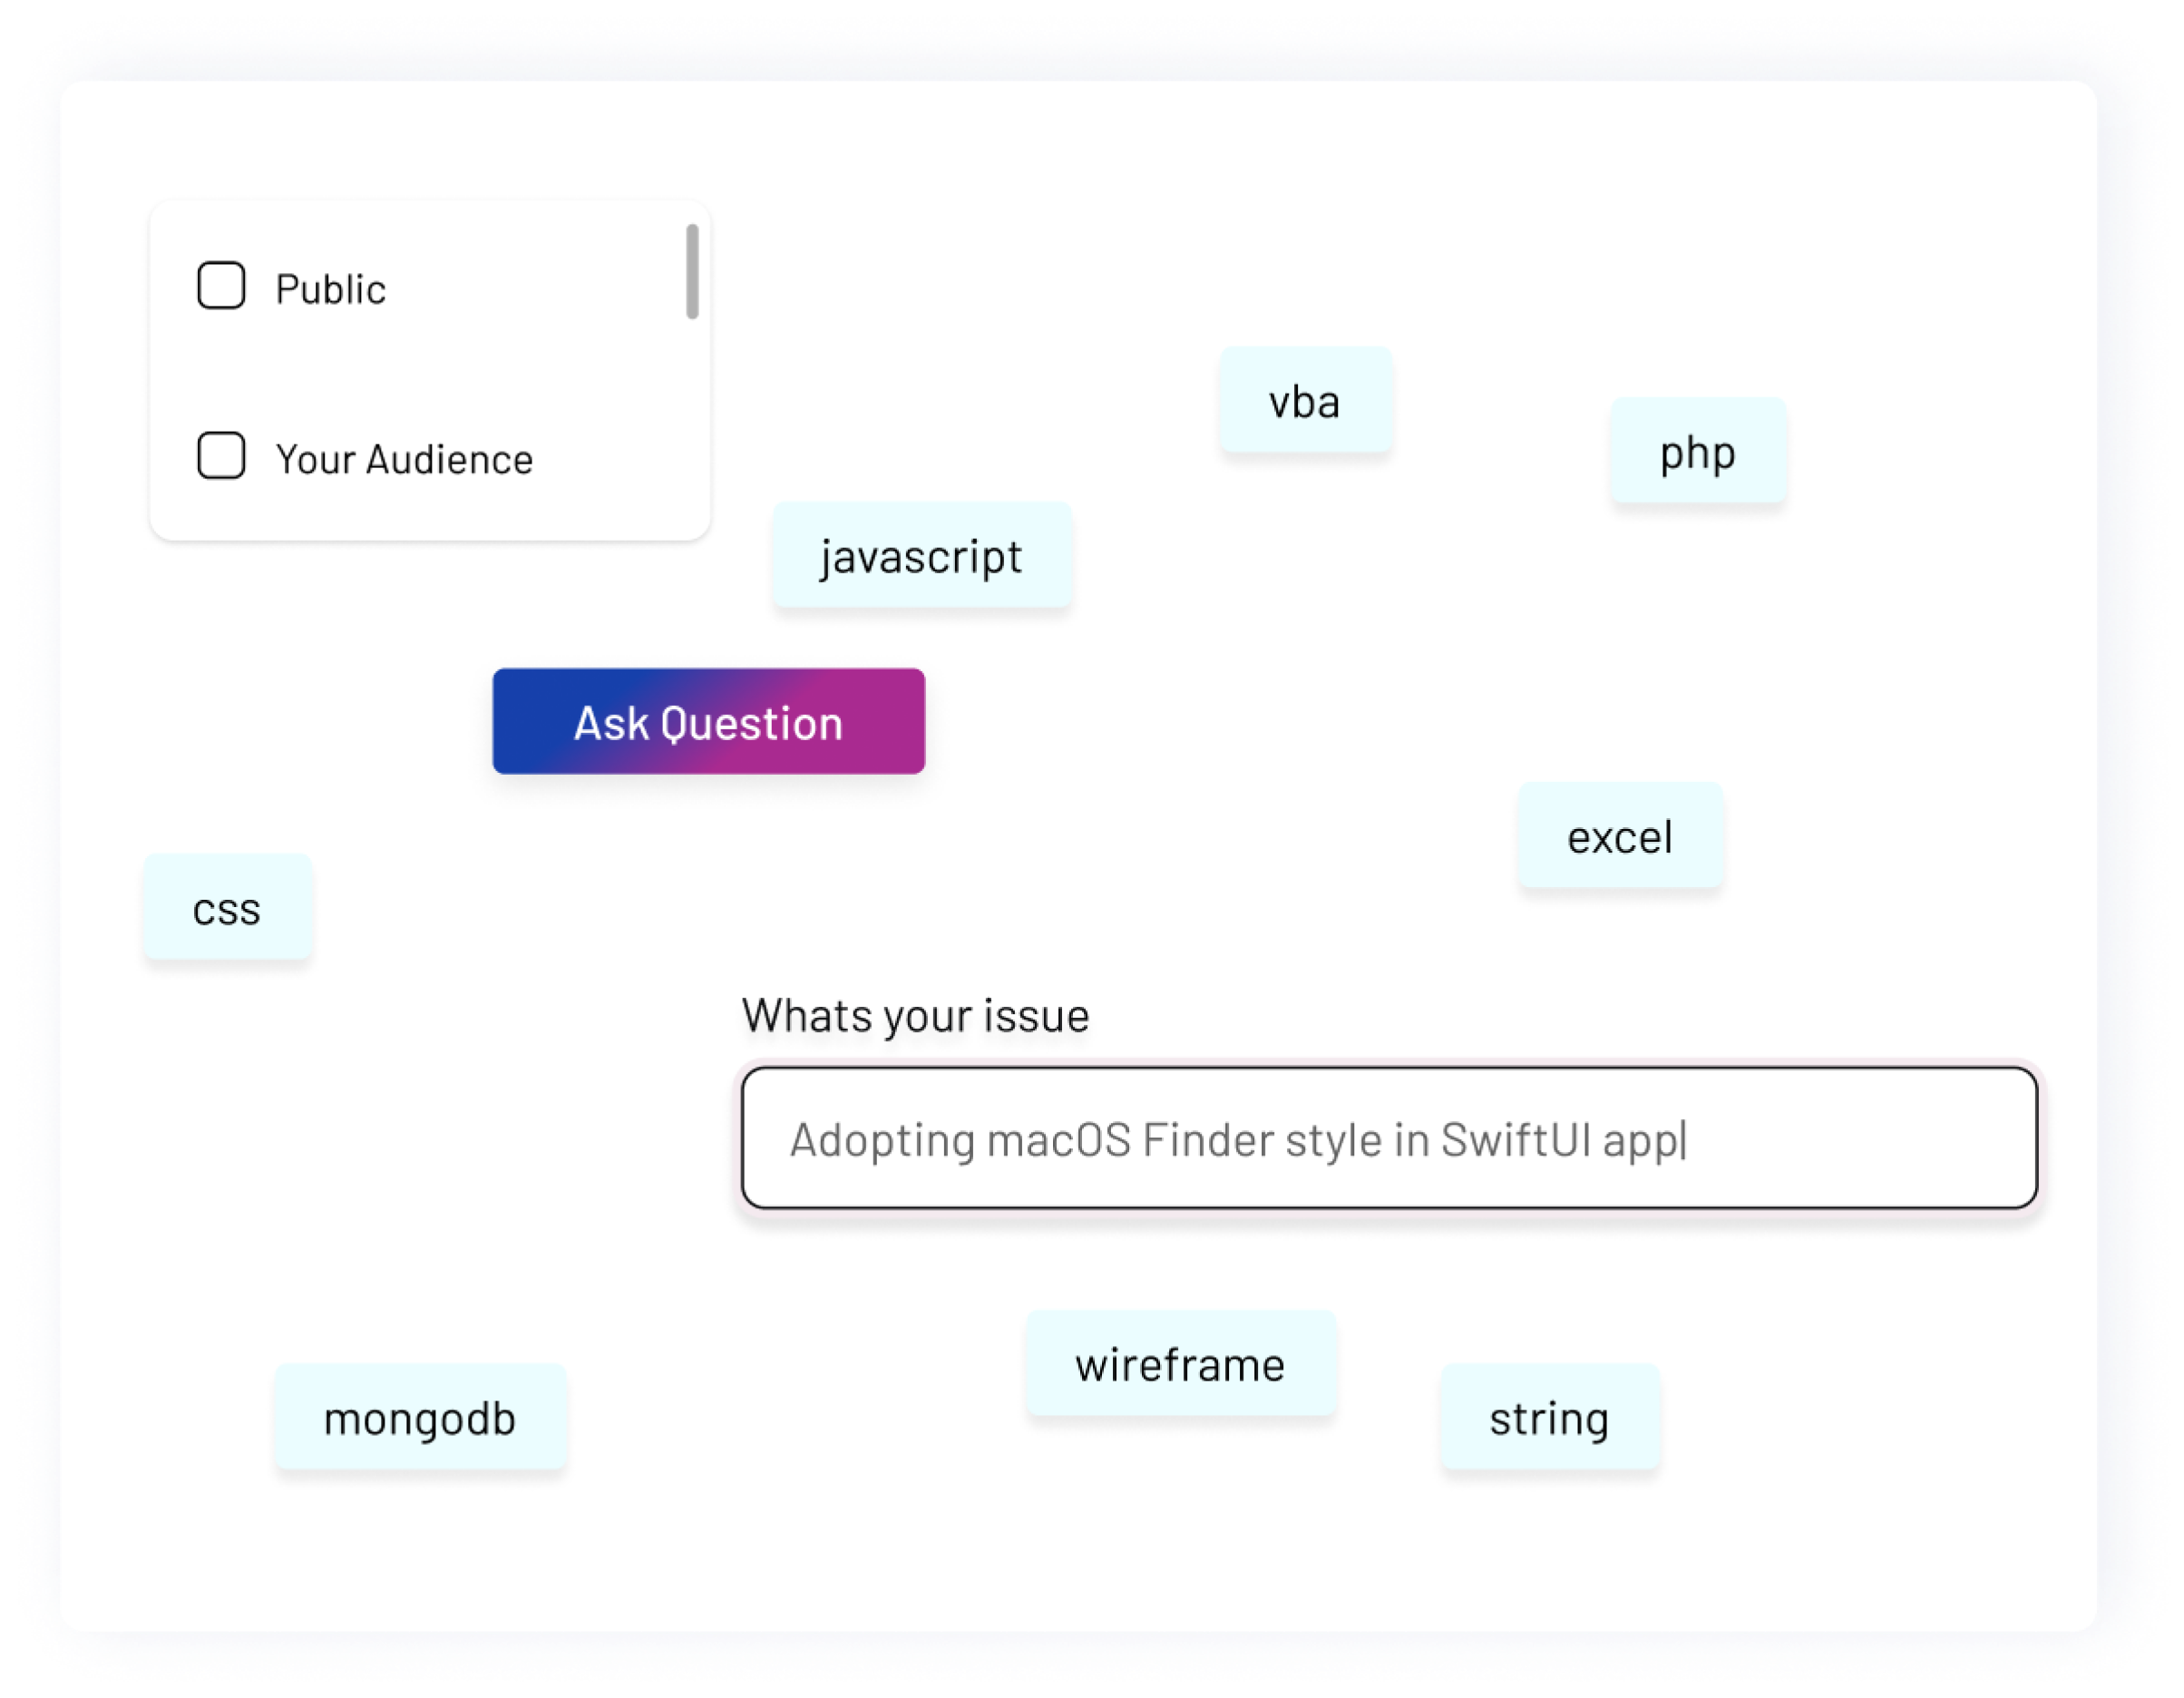 Public
Your Audience
vba
php
javascript
Ask Question
excel
css
Whats your issue
Adopting macOS Finder style in SwiftUI app|
wireframe
mongodb
string